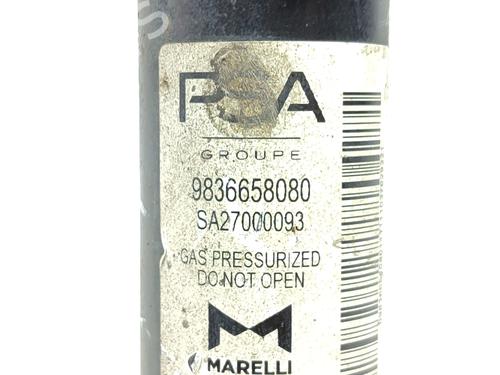 PSA
GROUPE
9836658080
SA27000093
GAS PRESSURIZED
DO NOT OPEN
MARELLI